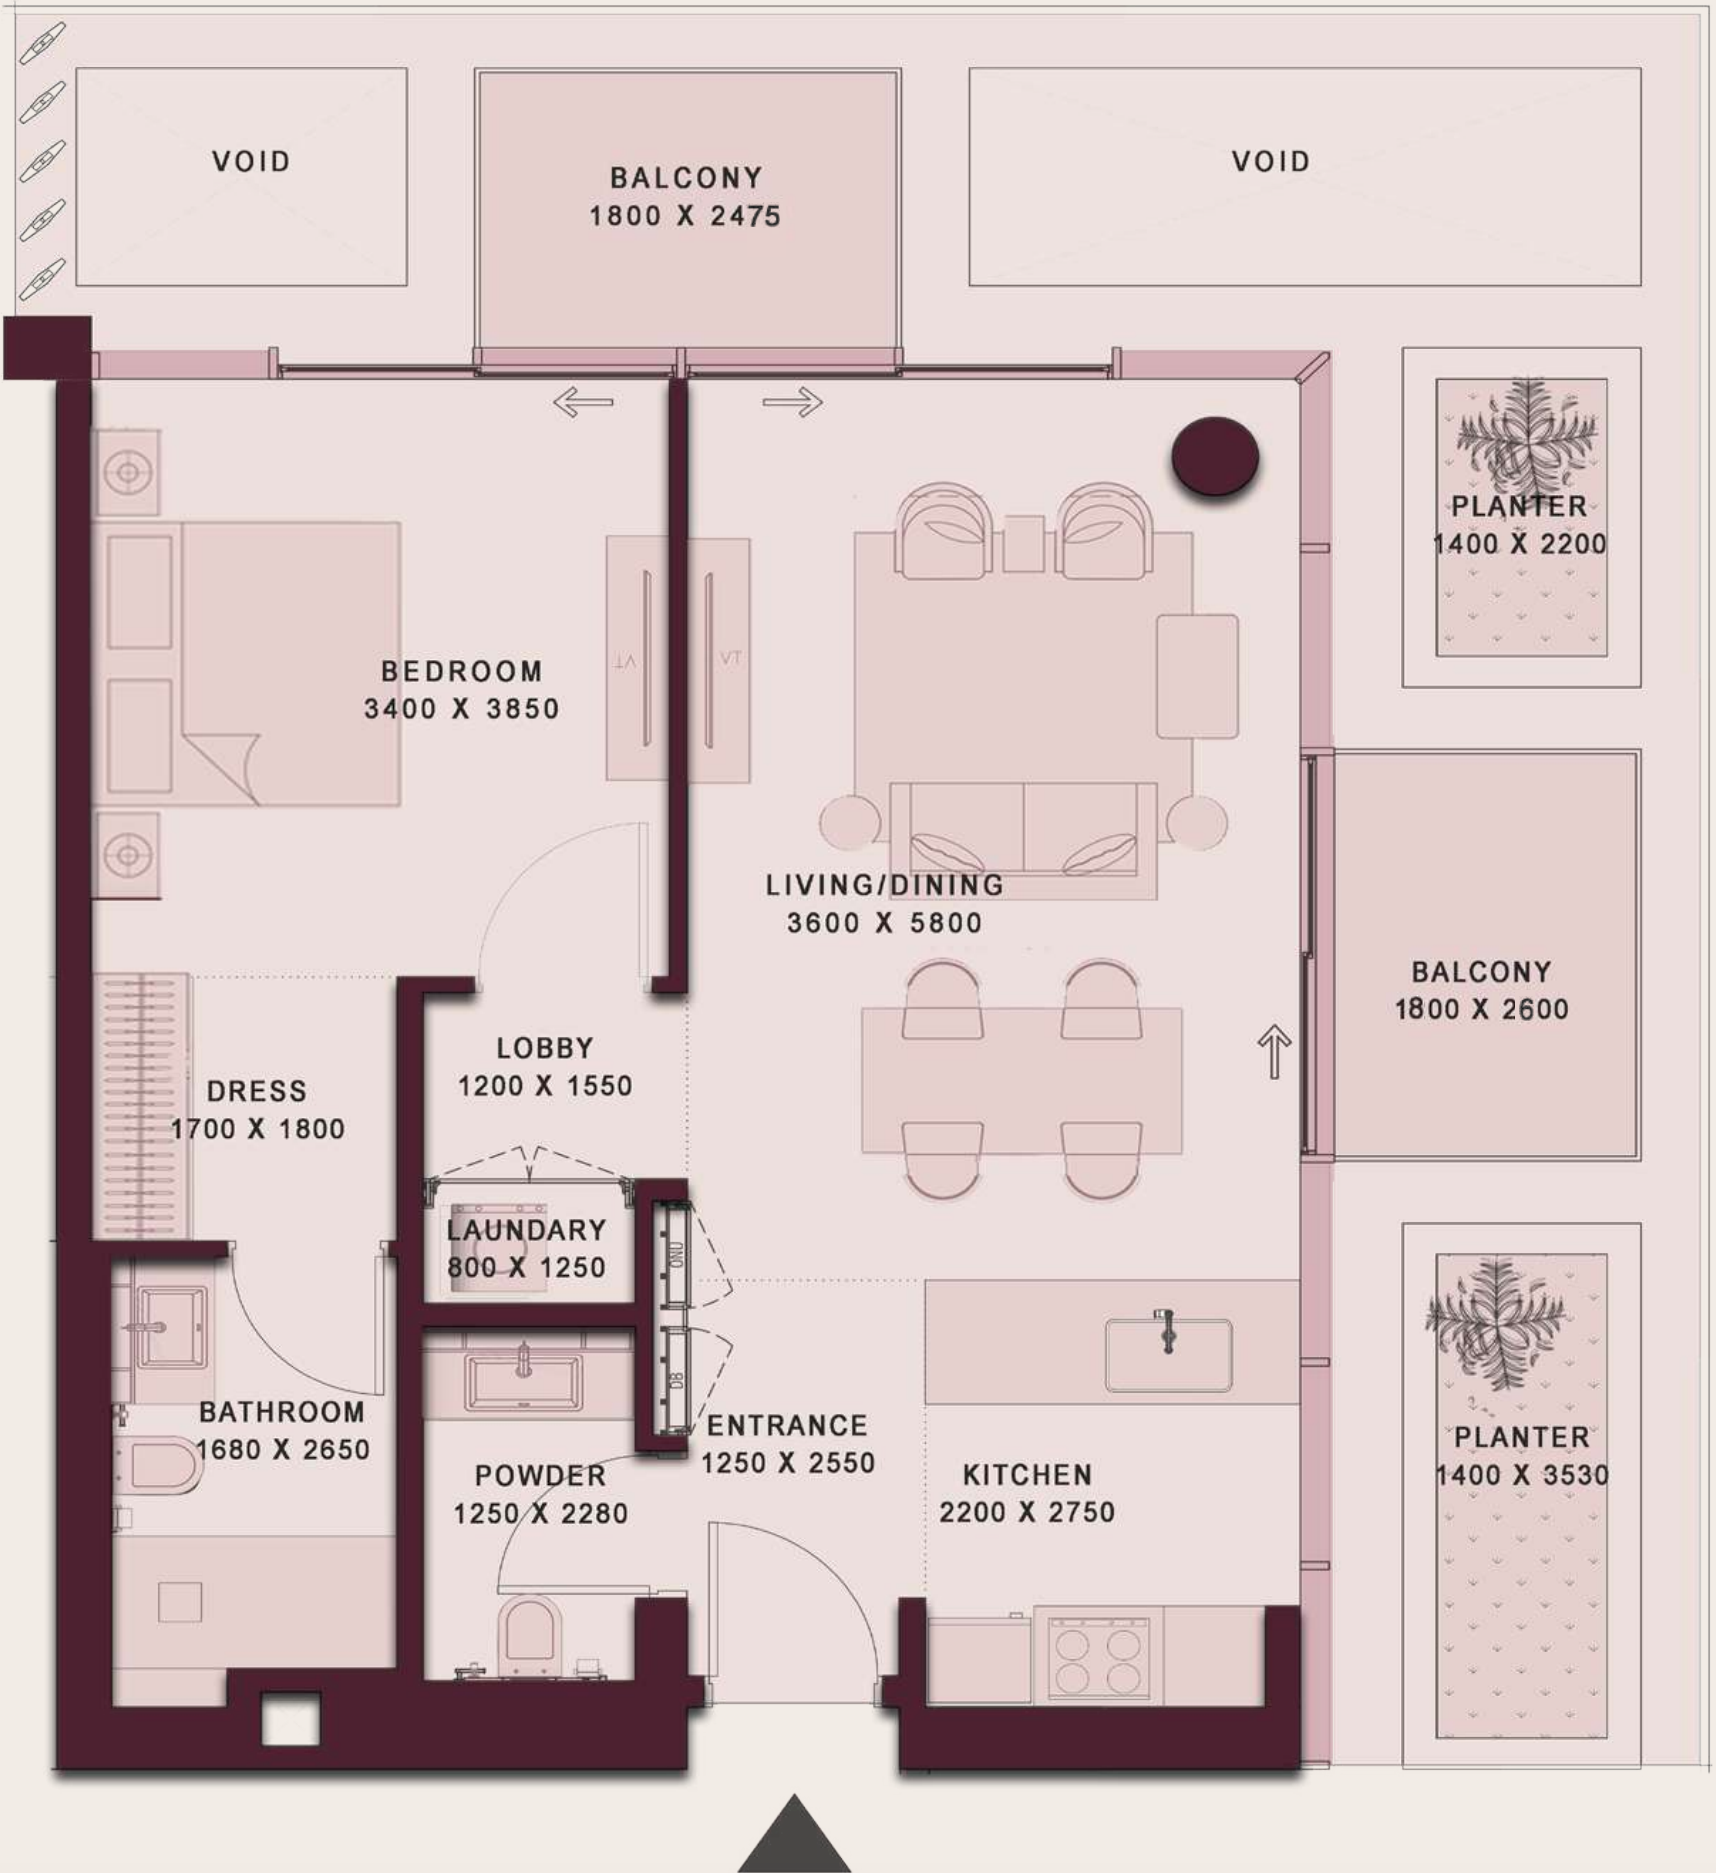 VOID
BALCONY
1800 X 2475
VOID
PLANTER
1400 X 2200
BEDROOM
3400 X 3850
TV
TV
LIVING/DINING
3600 X 5800
BALCONY
1800 X 2600
LOBBY
1200 X 1550
DRESS
1700 X 1800
LAUNDARY
800 X 1250
ONU
DB
BATHROOM
1680 X 2650
ENTRANCE
1250 X 2550
POWDER
1250 X 2280
KITCHEN
2200 X 2750
PLANTER
1400 X 3530